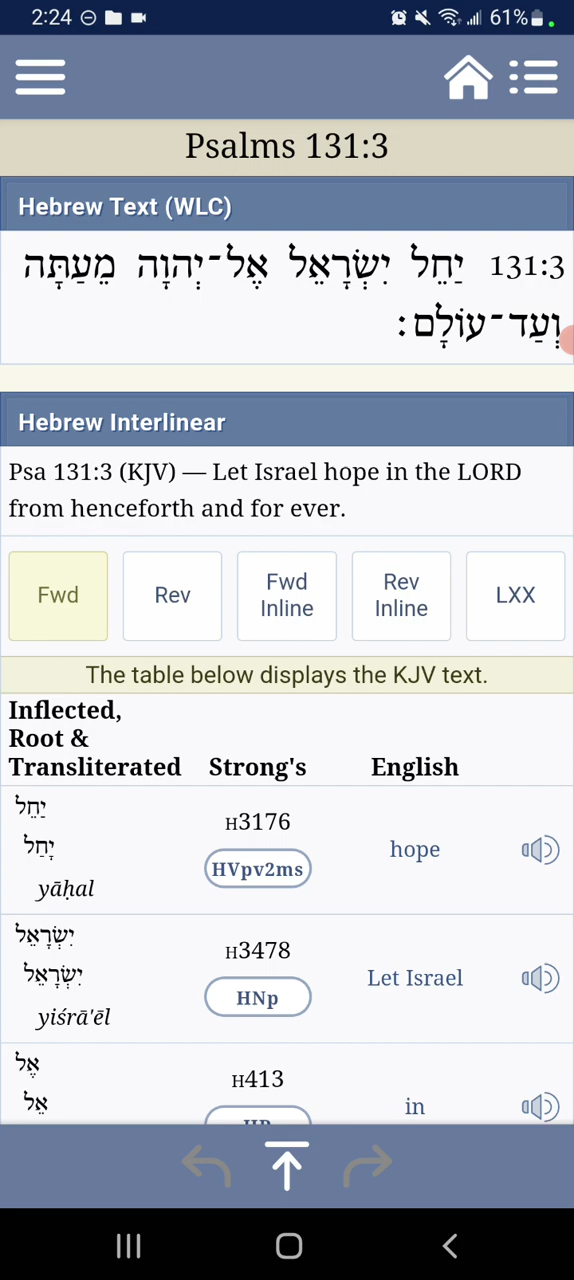 2:24 61%
Psalms 131:3
Hebrew Text (WLC)
131:3 יַחֵל יִשְׂרָאֵל אֶל־יְהוָה מֵעַתָּה
וְעַד־עוֹלָם׃
Hebrew Interlinear
Psa 131:3 (KJV) — Let Israel hope in the LORD
from henceforth and for ever.
Fwd
Rev
Fwd
Inline
Rev
Inline
LXX
The table below displays the KJV text.
Inflected,
Root &
Transliterated Strong's English
יַחֵל
יָחַל
yāḥal
H3176
HVpv2ms
hope
יִשְׂרָאֵל
יִשְׂרָאֵל
yiśrā'ēl
H3478
HNp
Let Israel
אֶל
אֵל
H413
in